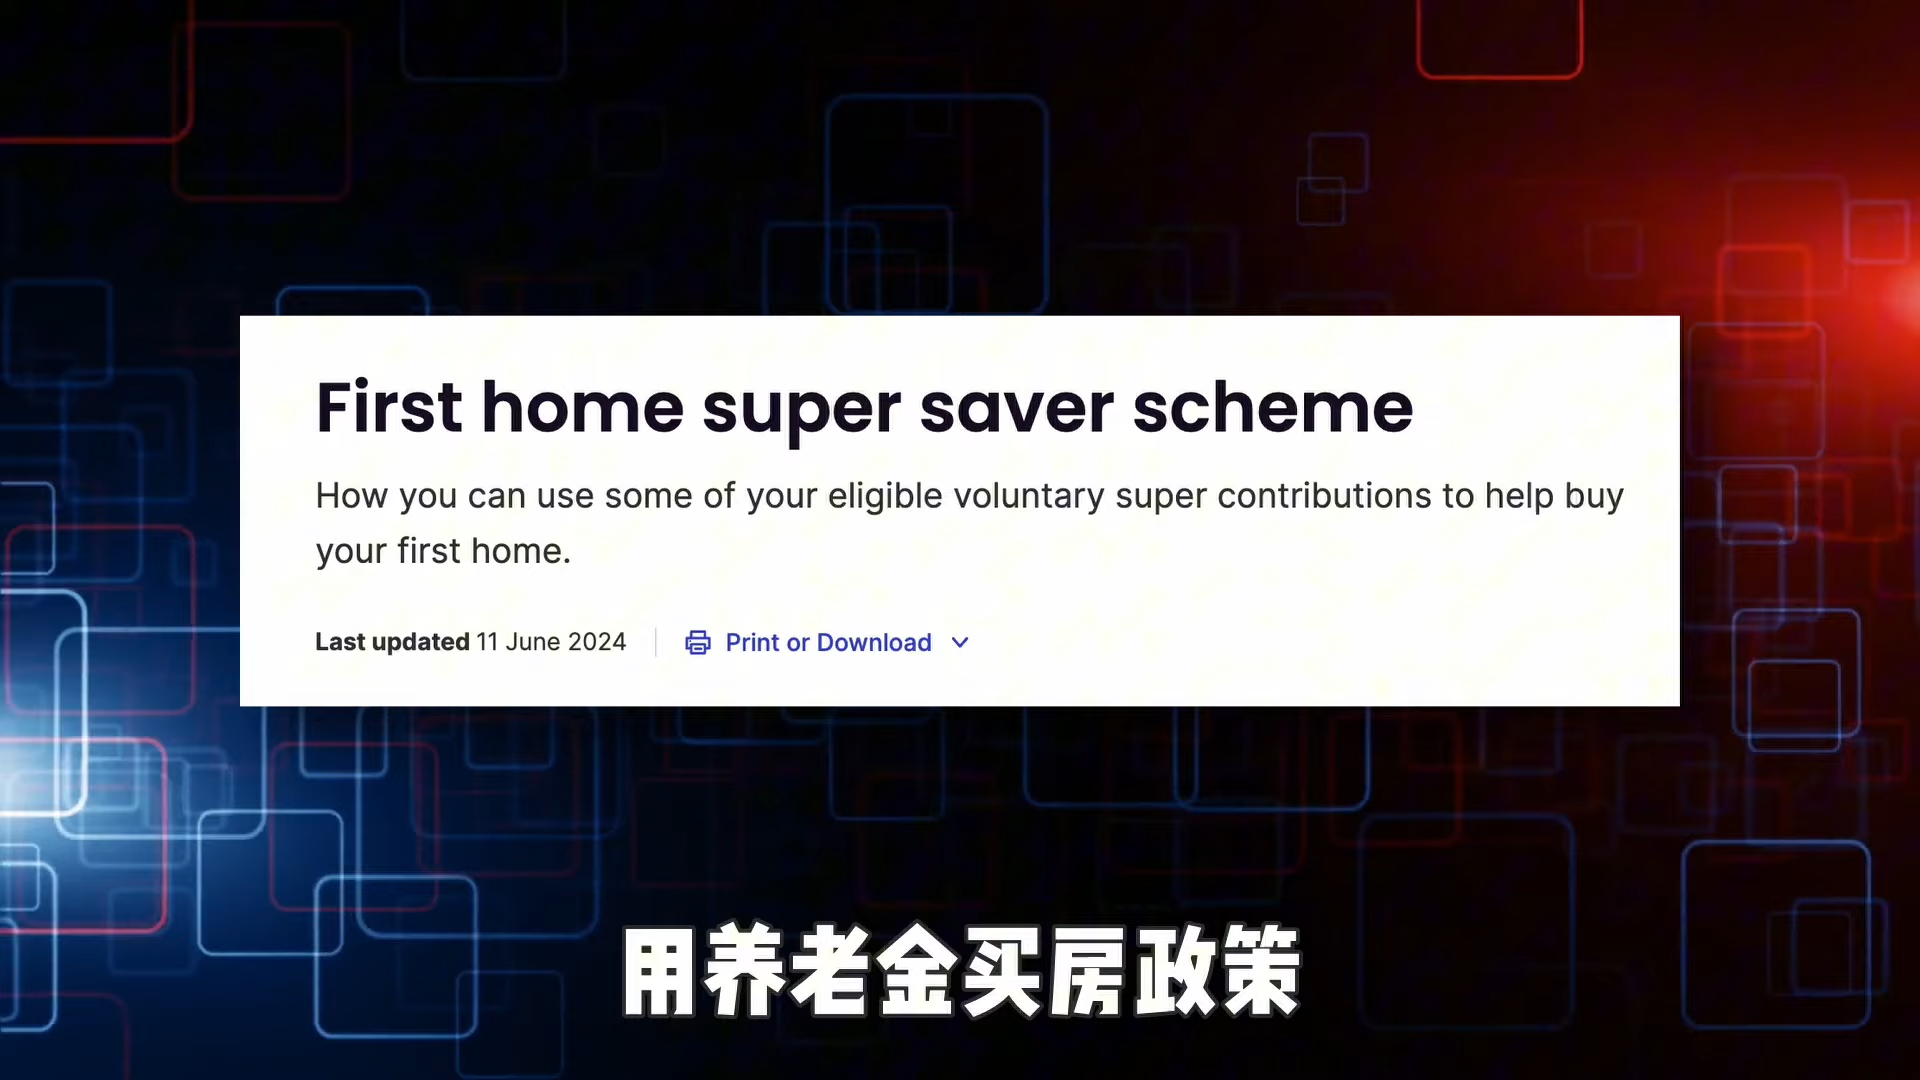 First home super saver scheme
How you can use some of your eligible voluntary super contributions to help buy
your first home.
Last updated 11 June 2024
Print or Download
用养老金买房政策